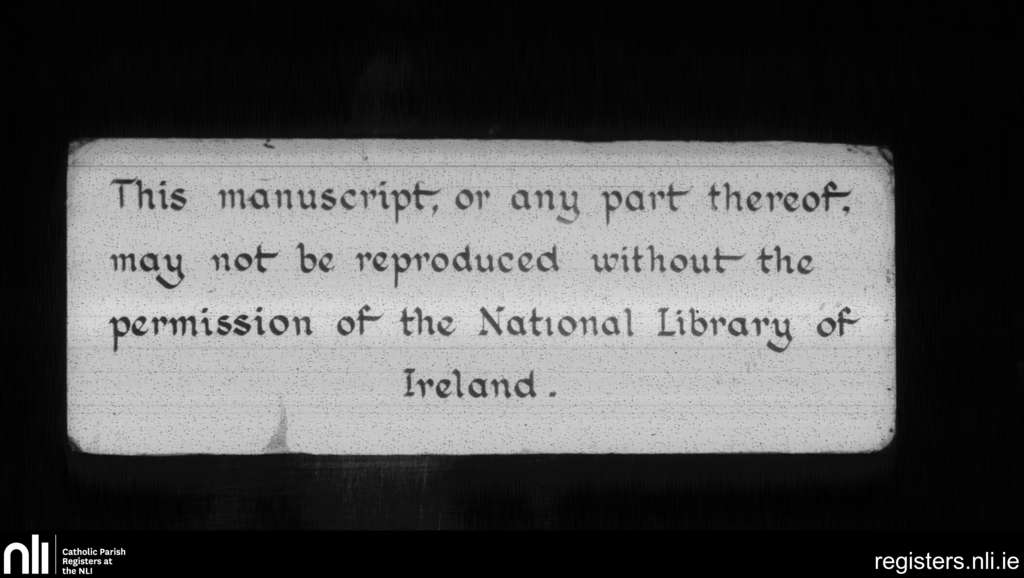 This manuscript, or any part thereof,
may not be reproduced without the
permission of the National Library of
Ireland.
nli
Catholic Parish
Registers at
the NLI
registers.nli.ie